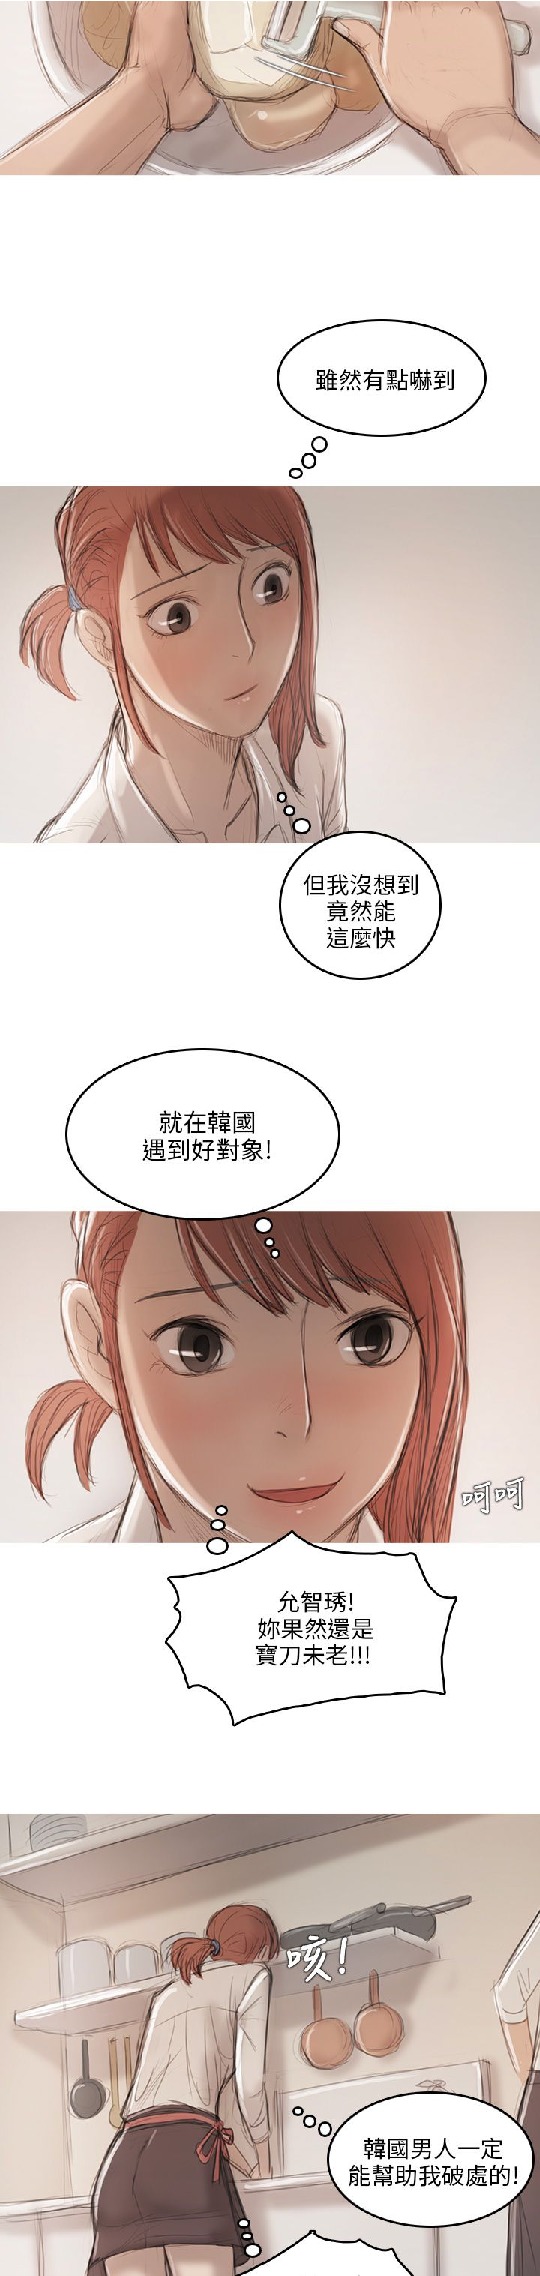 雖然有點嚇到
但我沒想到
竟然能
這麼快
就在韓國
遇到好對象!
呵呵
允智琇!
妳果然還是
寶刀未老!!!
咳!
韓國男人一定
能幫助我破處的!